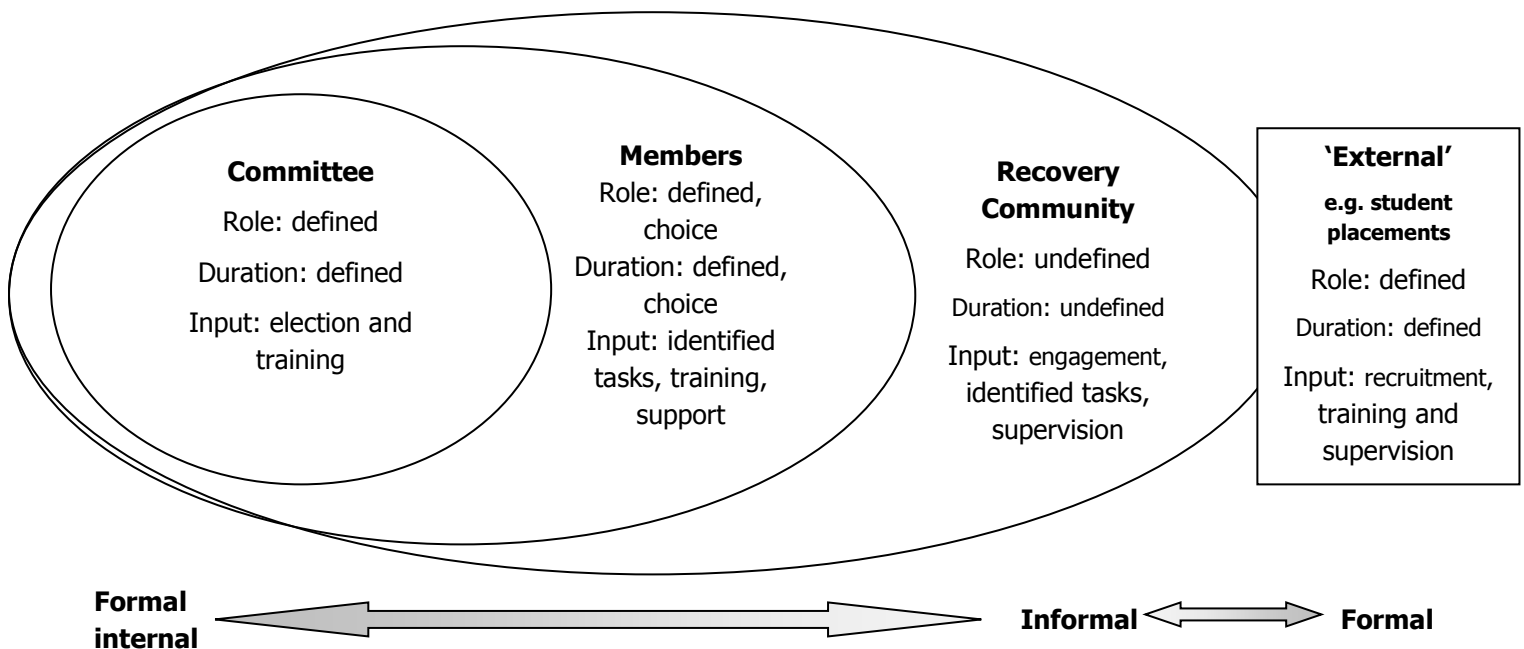 Committee
Role: defined
Duration: defined
Input: election and
training
Members
Role: defined,
choice
Duration: defined,
choice
Input: identified
tasks, training,
support
Recovery
Community
Role: undefined
Duration: undefined
Input: engagement,
identified tasks,
supervision
‘External’
e.g. student
placements
Role: defined
Duration: defined
Input: recruitment,
training and
supervision
Formal
internal
Informal
Formal